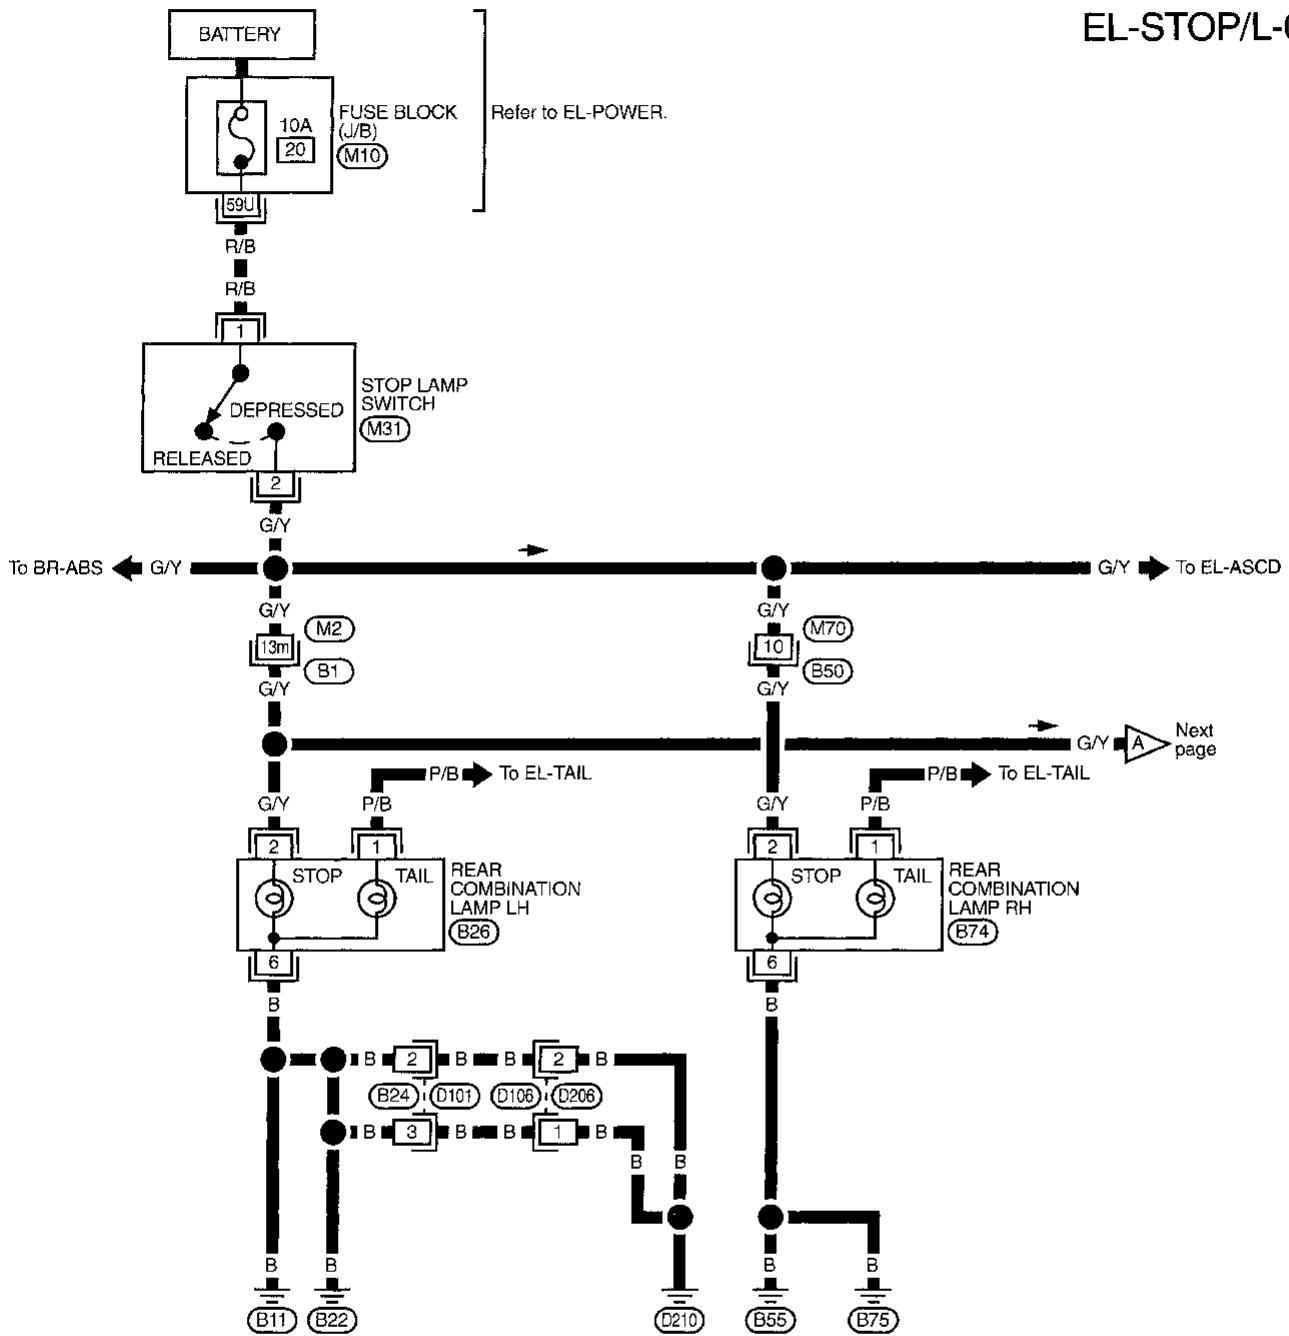 EL-STOP/L-
BATTERY
10A
20
FUSE BLOCK
(J/B)
M10
Refer to EL-POWER.
59U
R/B
R/B
1
STOP LAMP
SWITCH
M31
DEPRESSED
RELEASED
2
G/Y
To BR-ABS
G/Y
G/Y
To EL-ASCD
G/Y
M2
13m
B1
G/Y
G/Y
M70
10
B50
G/Y
G/Y
A
Next
page
P/B
To EL-TAIL
P/B
To EL-TAIL
G/Y
P/B
G/Y
P/B
2
1
2
1
STOP
TAIL
REAR
COMBINATION
LAMP LH
B26
STOP
TAIL
REAR
COMBINATION
LAMP RH
B74
6
6
B
B
B
2
B
B
2
B
B24
D101
D106
D206
B
3
B
B
1
B
B
B
B
B
B
B
B11
B22
D210
B55
B75